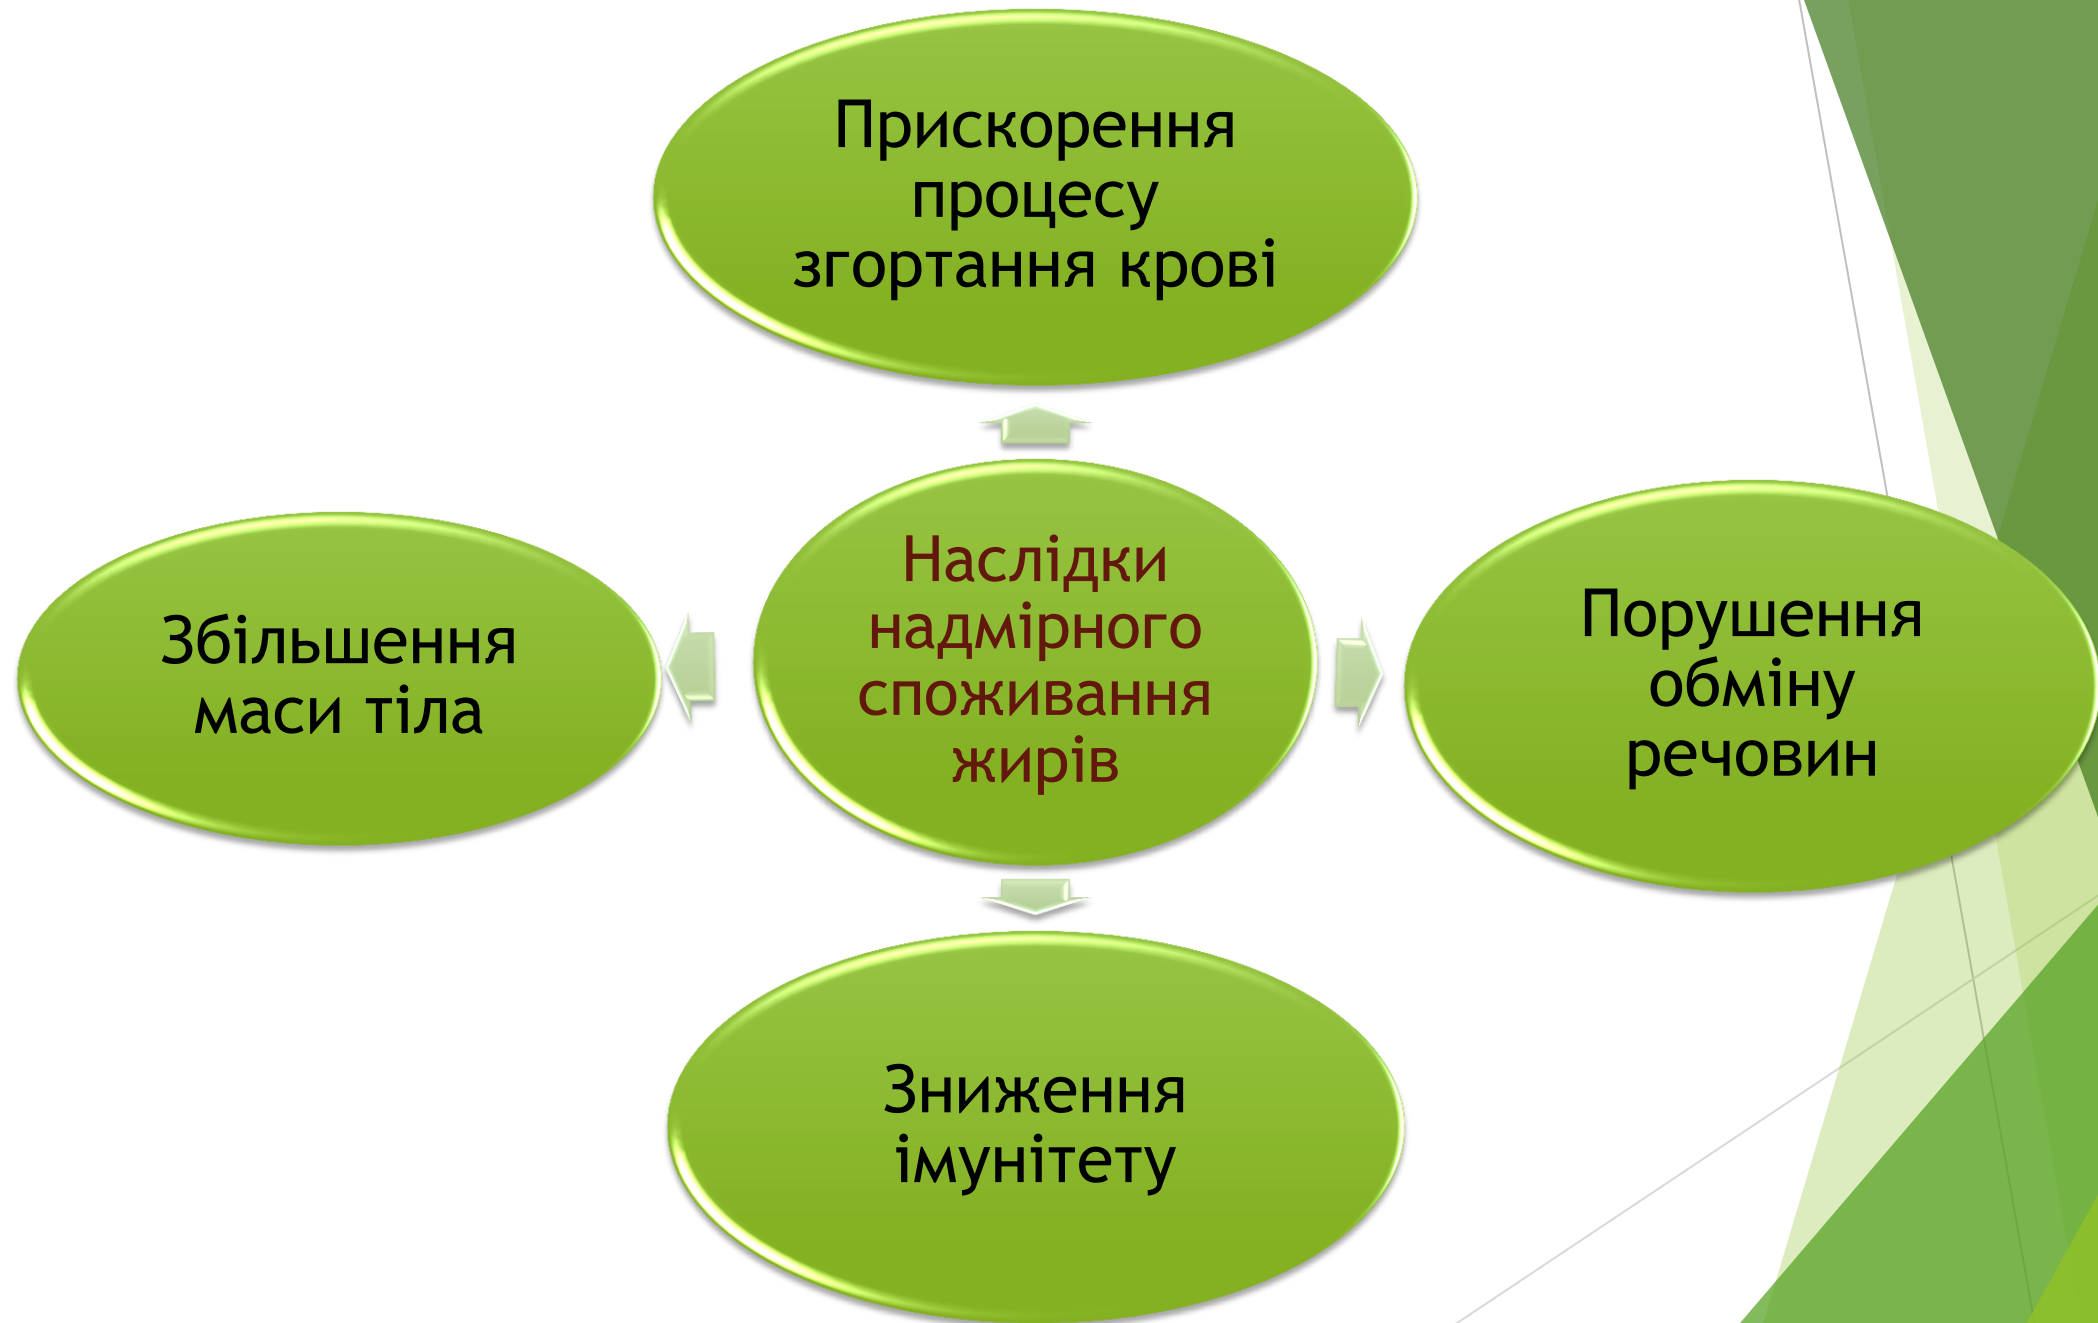 Прискорення
процесу
згортання крові
Збільшення
маси тіла
Наслідки
надмірного
споживання
жирів
Порушення
обміну
речовин
Зниження
імунітету